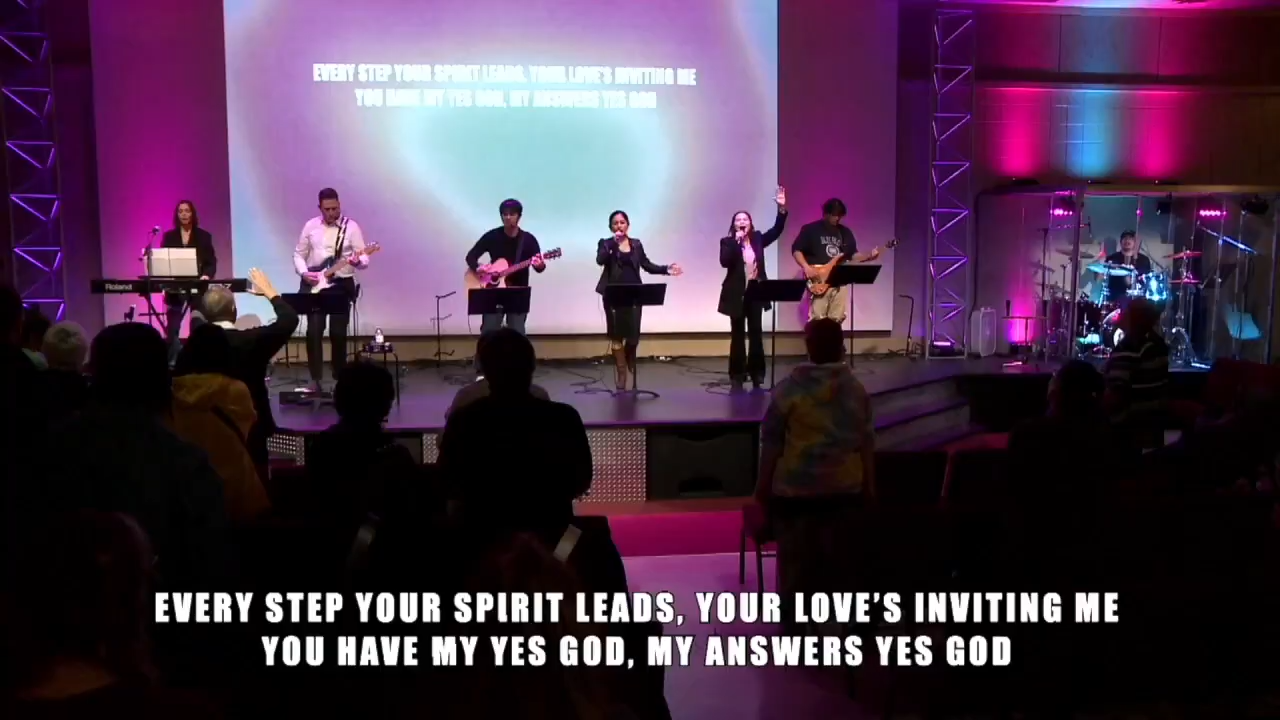 EVERY STEP YOUR SPIRIT LEADS, YOUR LOVE'S INVITING ME
YOU HAVE MY YES GOD, MY ANSWERS YES GOD
Roland
EVERY STEP YOUR SPIRIT LEADS, YOUR LOVE’S INVITING ME
YOU HAVE MY YES GOD, MY ANSWERS YES GOD